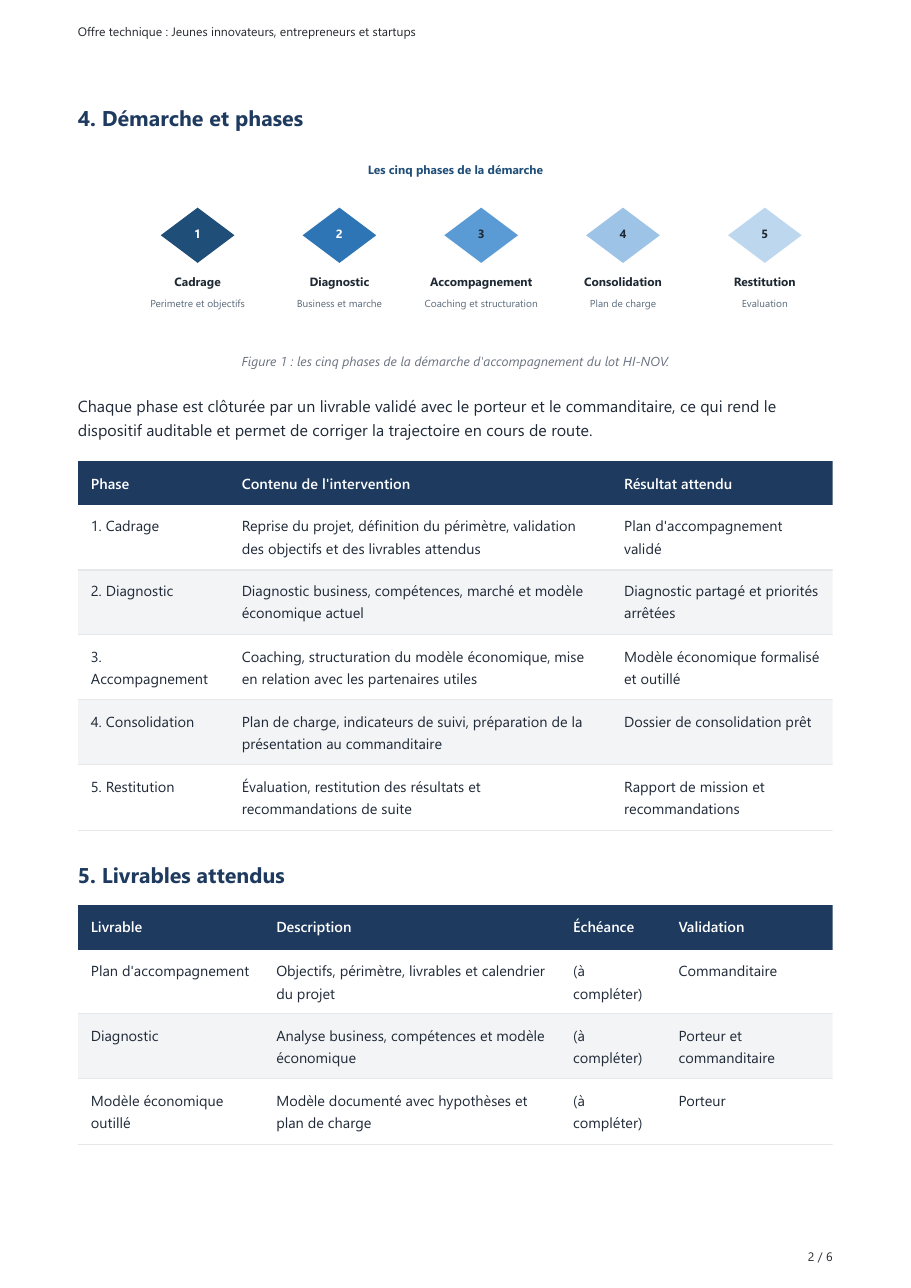 Offre technique : Jeunes innovateurs, entrepreneurs et startups
4. Démarche et phases
Les cinq phases de la démarche
1 2 3 4 5
Cadrage Diagnostic Accompagnement Consolidation Restitution
Perimetre et objectifs Business et marche Coaching et structuration Plan de charge Evaluation
Figure 1 : les cinq phases de la démarche d'accompagnement du lot HI-NOV.
Chaque phase est clôturée par un livrable validé avec le porteur et le commanditaire, ce qui rend le
dispositif auditable et permet de corriger la trajectoire en cours de route.
Phase Contenu de l'intervention Résultat attendu
1. Cadrage Reprise du projet, définition du périmètre, validation Plan d'accompagnement
des objectifs et des livrables attendus validé
2. Diagnostic Diagnostic business, compétences, marché et modèle Diagnostic partagé et priorités
économique actuel arrêtées
3. Coaching, structuration du modèle économique, mise Modèle économique formalisé
Accompagnement en relation avec les partenaires utiles et outillé
4. Consolidation Plan de charge, indicateurs de suivi, préparation de la Dossier de consolidation prêt
présentation au commanditaire
5. Restitution Évaluation, restitution des résultats et Rapport de mission et
recommandations de suite recommandations
5. Livrables attendus
Livrable Description Échéance Validation
Plan d'accompagnement Objectifs, périmètre, livrables et calendrier (à Commanditaire
du projet compléter)
Diagnostic Analyse business, compétences et modèle (à Porteur et
économique compléter) commanditaire
Modèle économique Modèle documenté avec hypothèses et (à Porteur
outillé plan de charge compléter)
2 / 6